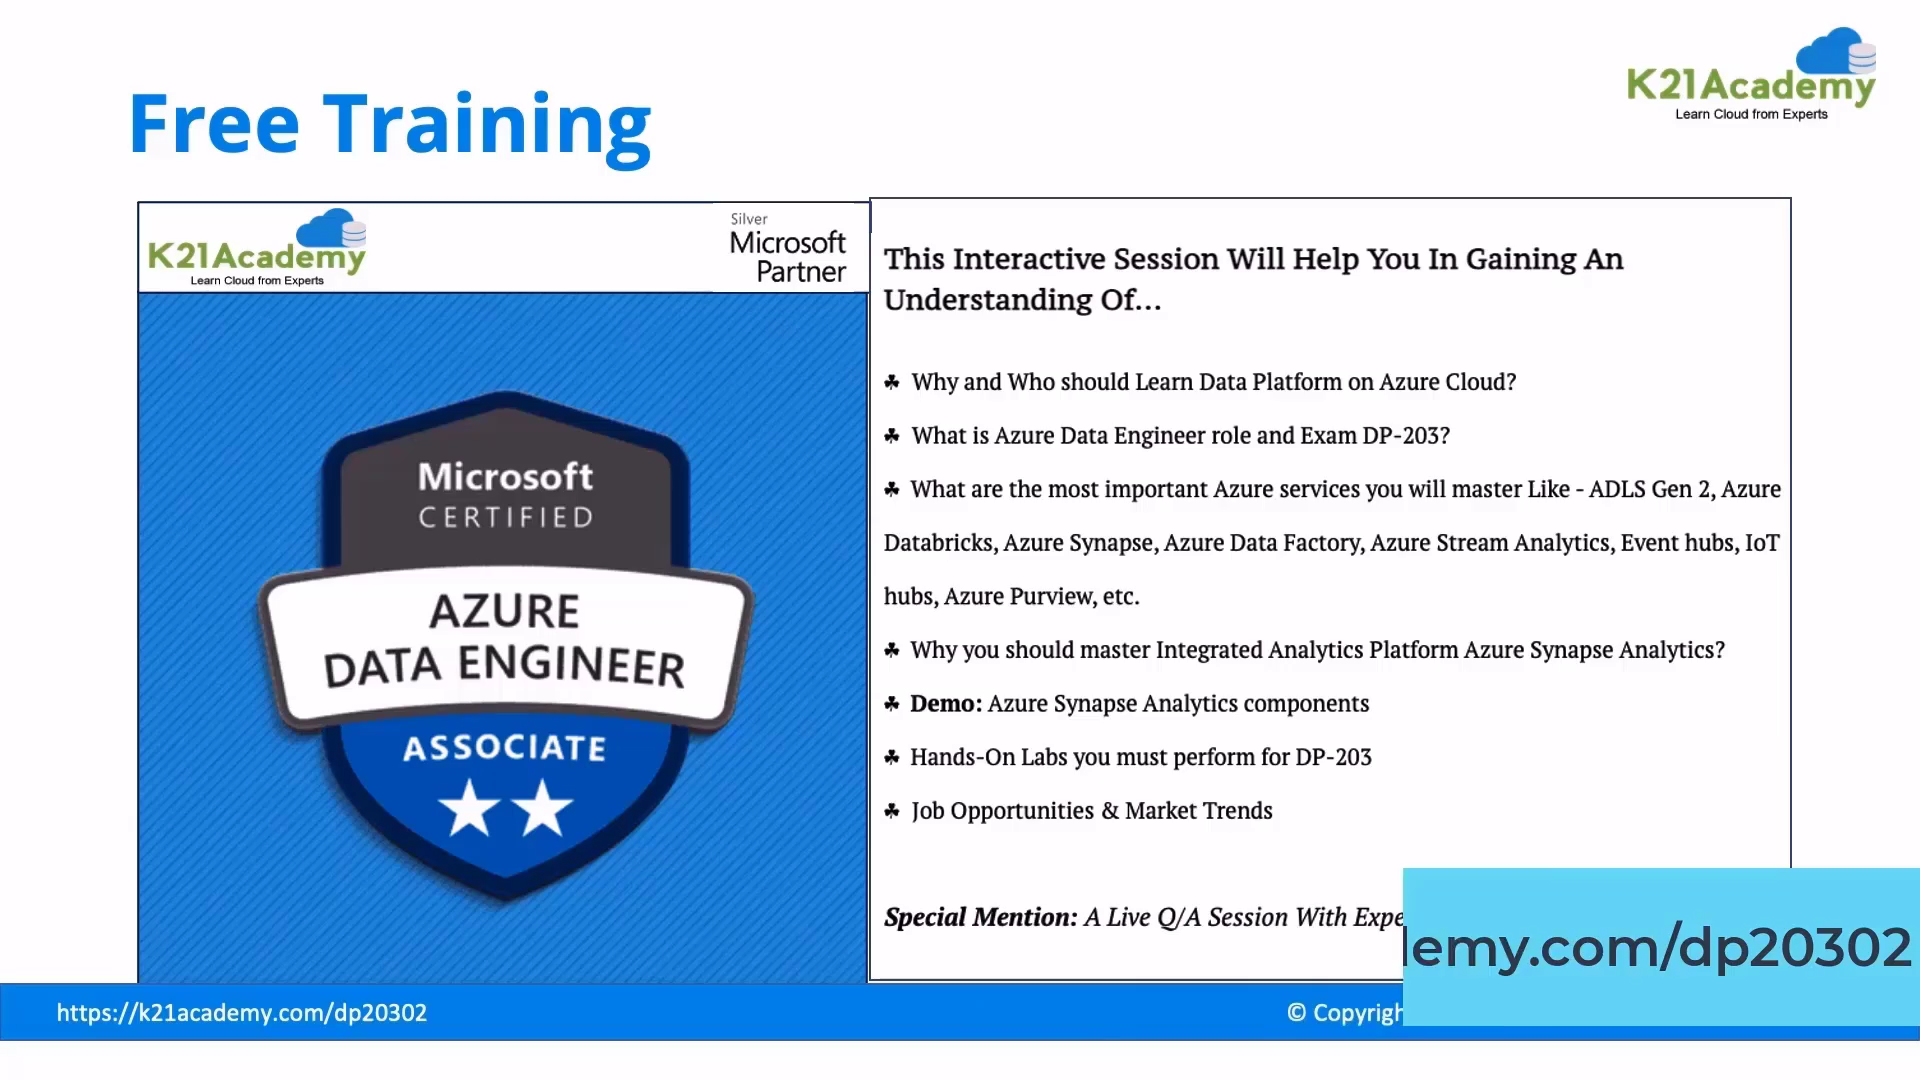 K21Academy
Learn Cloud from Experts
Free Training
K21Academy
Learn Cloud from Experts
Silver
Microsoft
Partner
Microsoft
CERTIFIED
AZURE
DATA ENGINEER
ASSOCIATE
This Interactive Session Will Help You In Gaining An
Understanding Of...
☘ Why and Who should Learn Data Platform on Azure Cloud?
☘ What is Azure Data Engineer role and Exam DP-203?
☘ What are the most important Azure services you will master Like - ADLS Gen 2, Azure
Databricks, Azure Synapse, Azure Data Factory, Azure Stream Analytics, Event hubs, IoT
hubs, Azure Purview, etc.
☘ Why you should master Integrated Analytics Platform Azure Synapse Analytics?
☘ Demo: Azure Synapse Analytics components
☘ Hands-On Labs you must perform for DP-203
☘ Job Opportunities & Market Trends
Special Mention: A Live Q/A Session With Expe
demy.com/dp20302
https://k21academy.com/dp20302
© Copyrigh